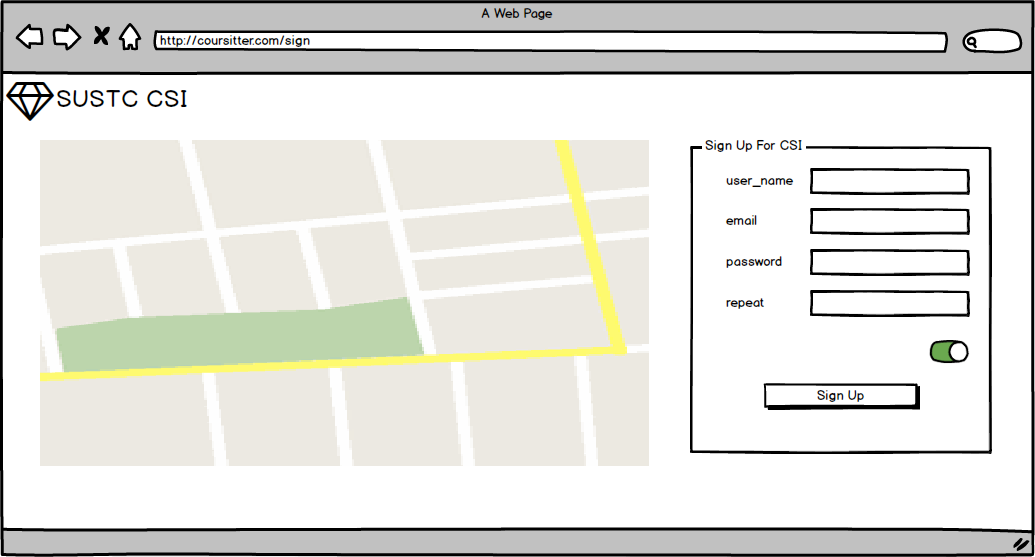 A Web Page
http://coursitter.com/sign
SUSTC CSI
Sign Up For CSI
user_name
email
password
repeat
Sign Up